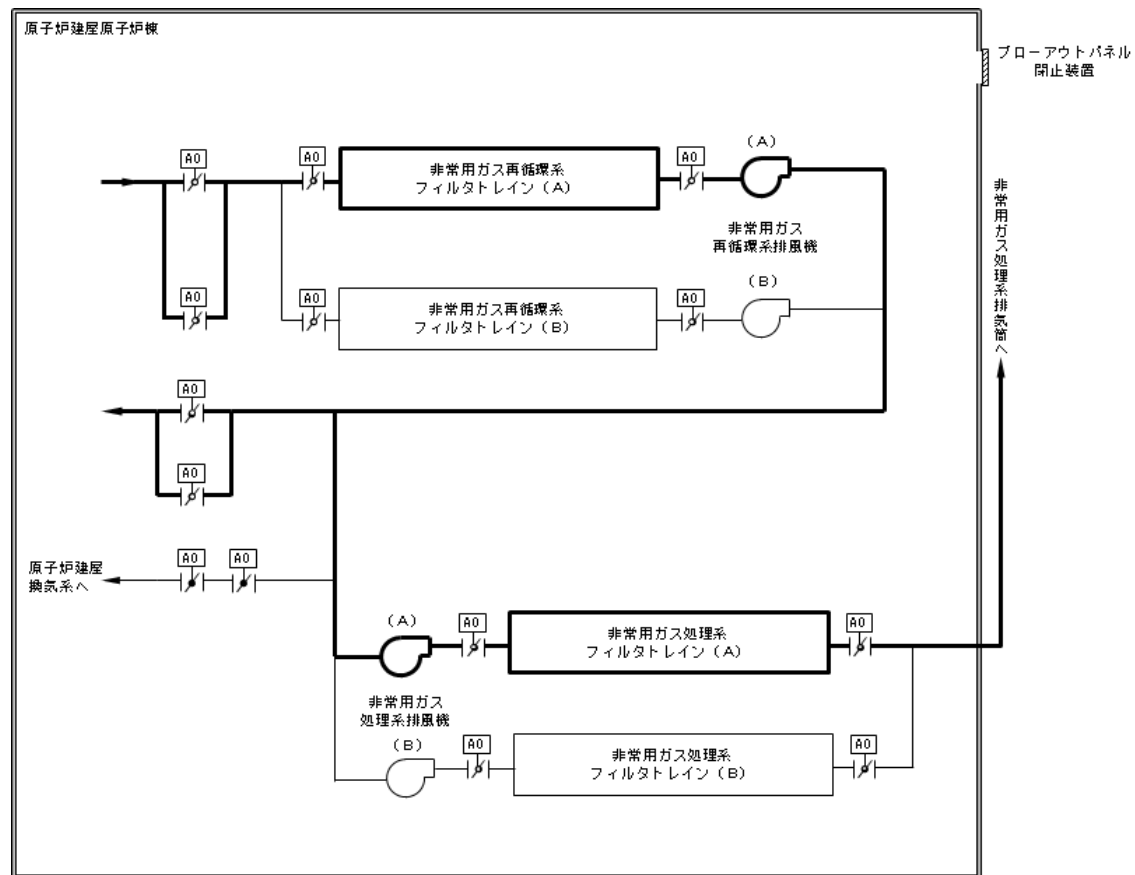 原子炉建屋原子炉棟
ブローアウトパネル
閉止装置
(A)
AO
AO
AO
非常用ガス再循環系
フィルタトレイン(A)
非常用ガス
再循環系排風機
非常用ガス処理系排気筒へ
(B)
AO
AO
AO
非常用ガス再循環系
フィルタトレイン(B)
AO
AO
原子炉建屋
換気系へ
AO
AO
(A)
AO
AO
非常用ガス処理系
フィルタトレイン(A)
非常用ガス
処理系排風機
(B)
AO
AO
非常用ガス処理系
フィルタトレイン(B)